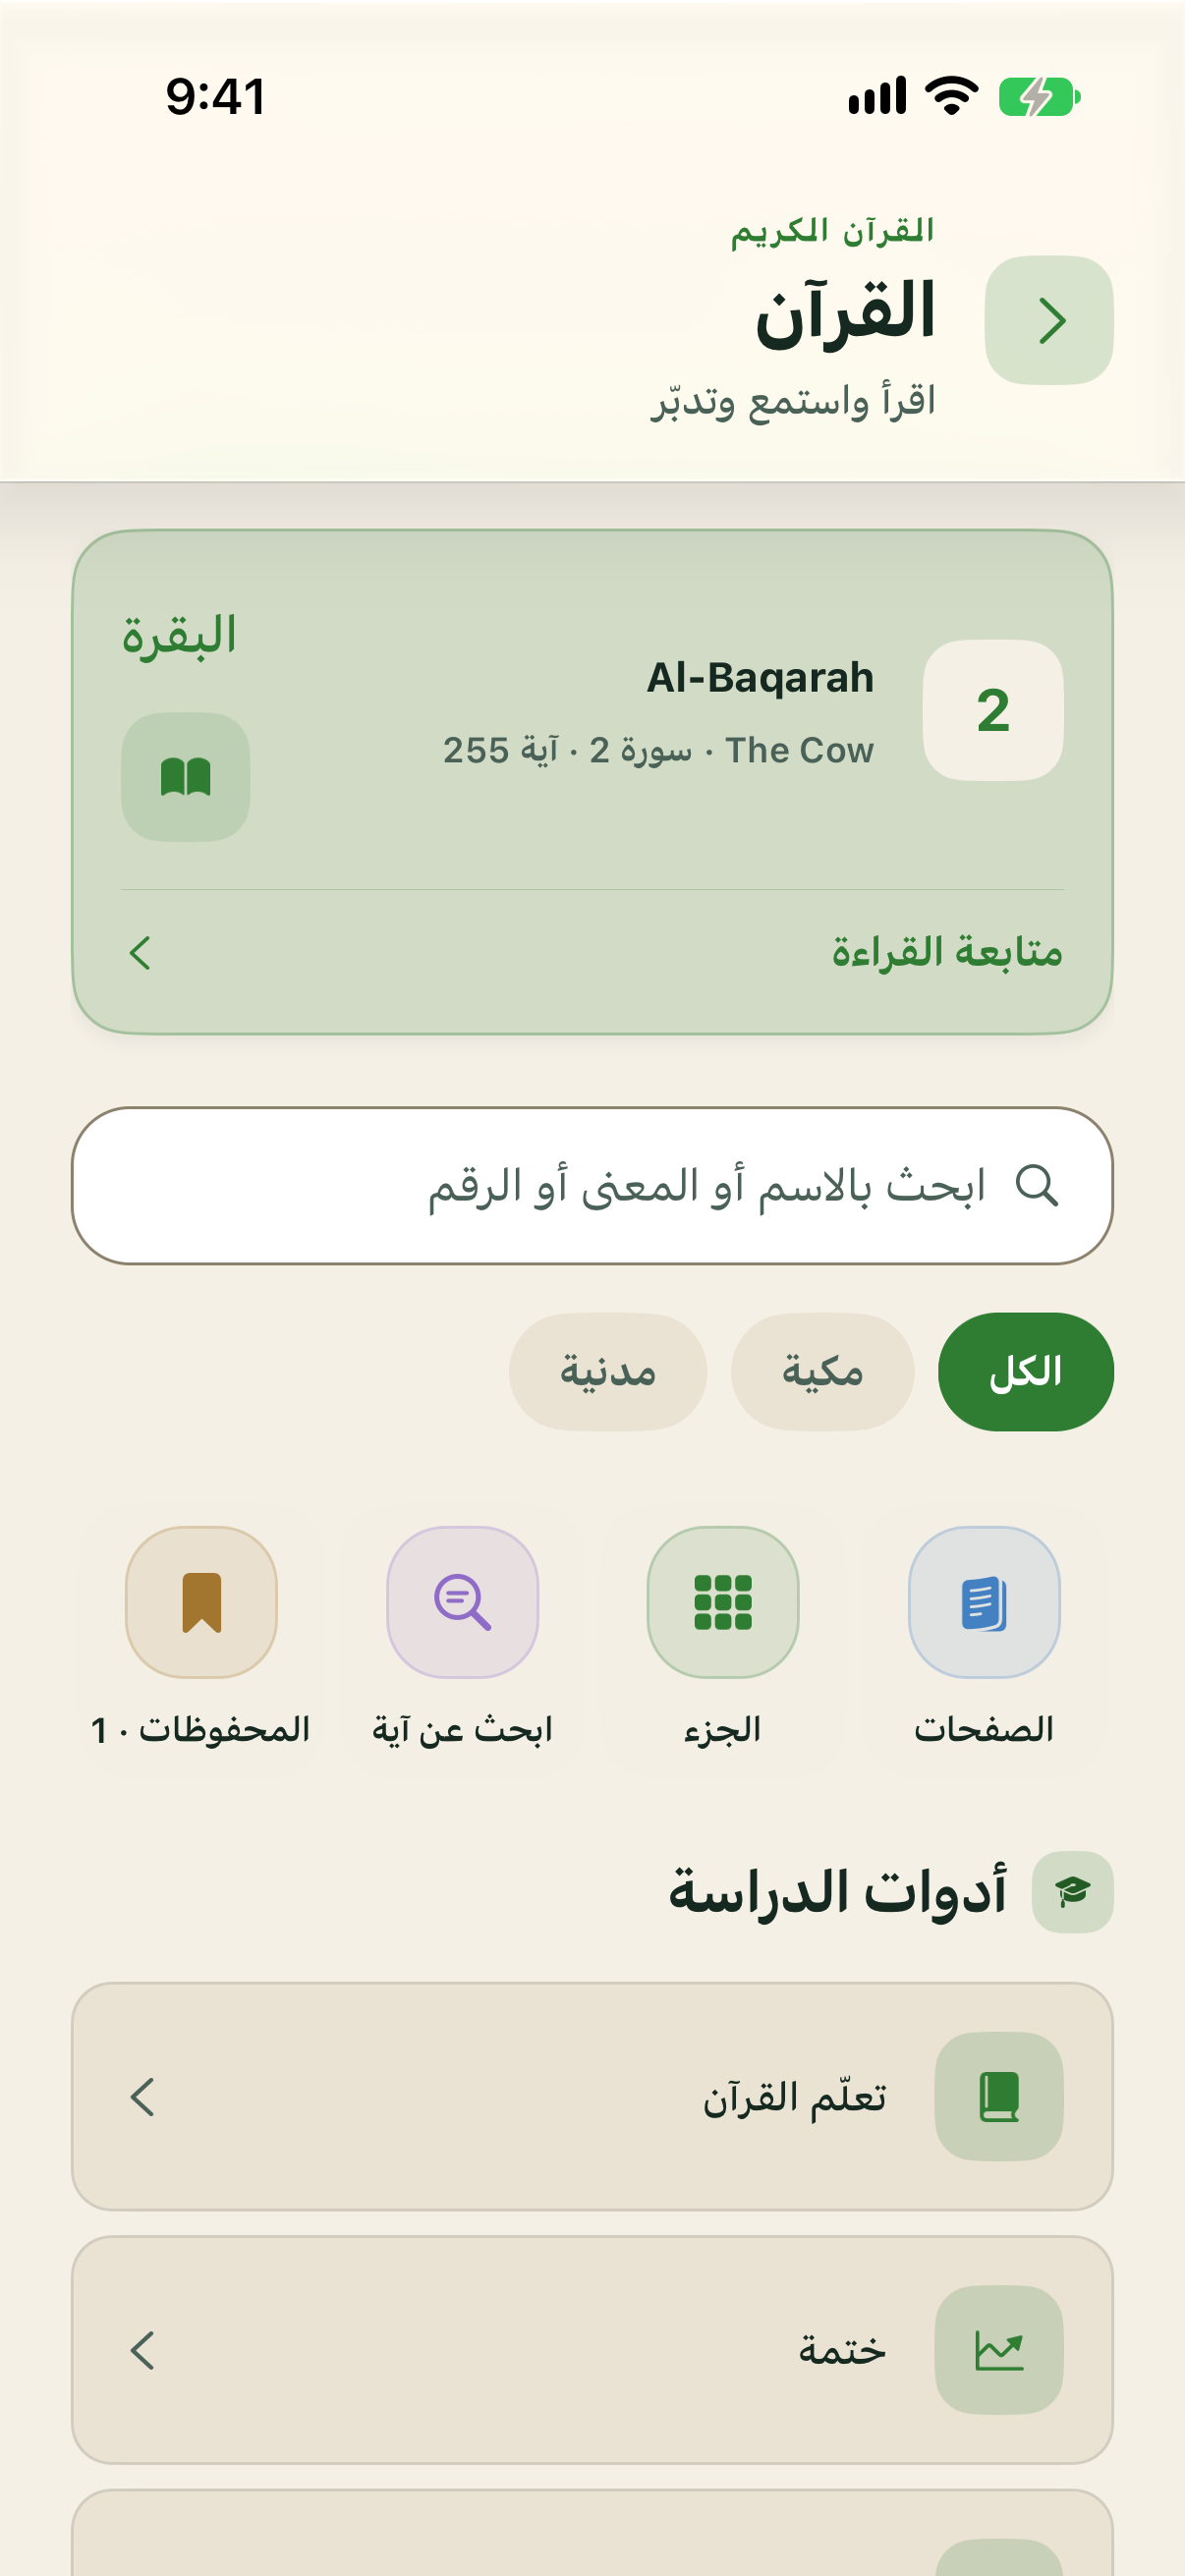 9:41
القرآن الكريم
القرآن
اقرأ واستمع وتدبّر
2
Al-Baqarah
The Cow · سورة 2 · آية 255
البقرة
متابعة القراءة
ابحث بالاسم أو المعنى أو الرقم
الكل
مكية
مدنية
الصفحات
الجزء
ابحث عن آية
المحفوظات · 1
أدوات الدراسة
تعلّم القرآن
ختمة